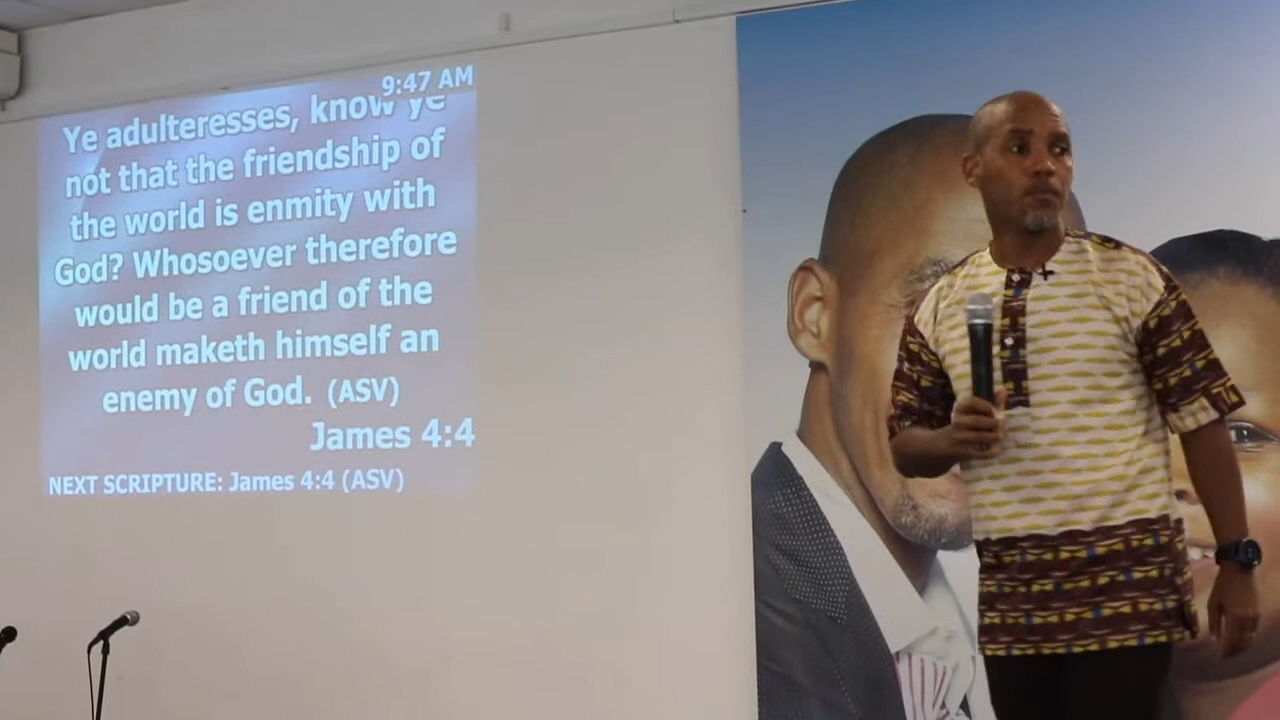 9:47 AM
Ye adulteresses, know ye
not that the friendship of
the world is enmity with
God? Whosoever therefore
would be a friend of the
world maketh himself an
enemy of God. (ASV)
James 4:4
NEXT SCRIPTURE: James 4:4 (ASV)